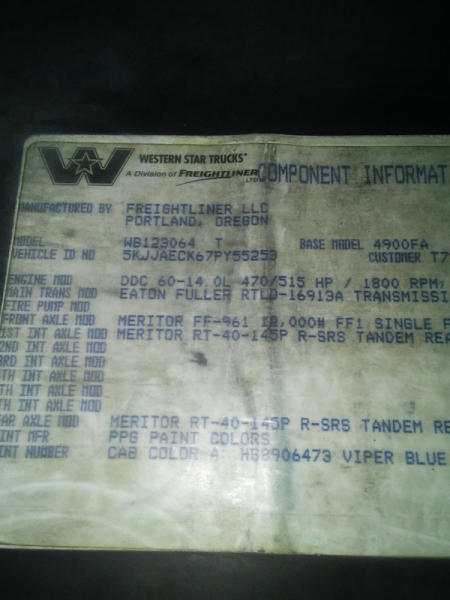 WESTERN STAR TRUCKS
A Division of FREIGHTLINER LTD
COMPONENT INFORMAT
MANUFACTURED BY FREIGHTLINER LLC
PORTLAND, OREGON
MODEL WB123064 T BASE MODEL 4900FA
VEHICLE ID NO 5KJJAECK67PY55253 CUSTOMER T7
ENGINE MOD DDC 60-14.0L 470/515 HP / 1800 RPM,
MAIN TRANS MOD EATON FULLER RTLO-16913A TRANSMISSI
FIRE PUMP MOD
FRONT AXLE MOD MERITOR FF-961 12,000# FF1 SINGLE F
1ST INT AXLE MOD MERITOR RT-40-145P R-SRS TANDEM REA
2ND INT AXLE MOD
3RD INT AXLE MOD
TH INT AXLE MOD
TH INT AXLE MOD
TH INT AXLE MOD
EAR AXLE MOD MERITOR RT-40-145P R-SRS TANDEM RE
INT MFR PPG PAINT COLORS
INT NUMBER CAB COLOR A: VIPER BLUE